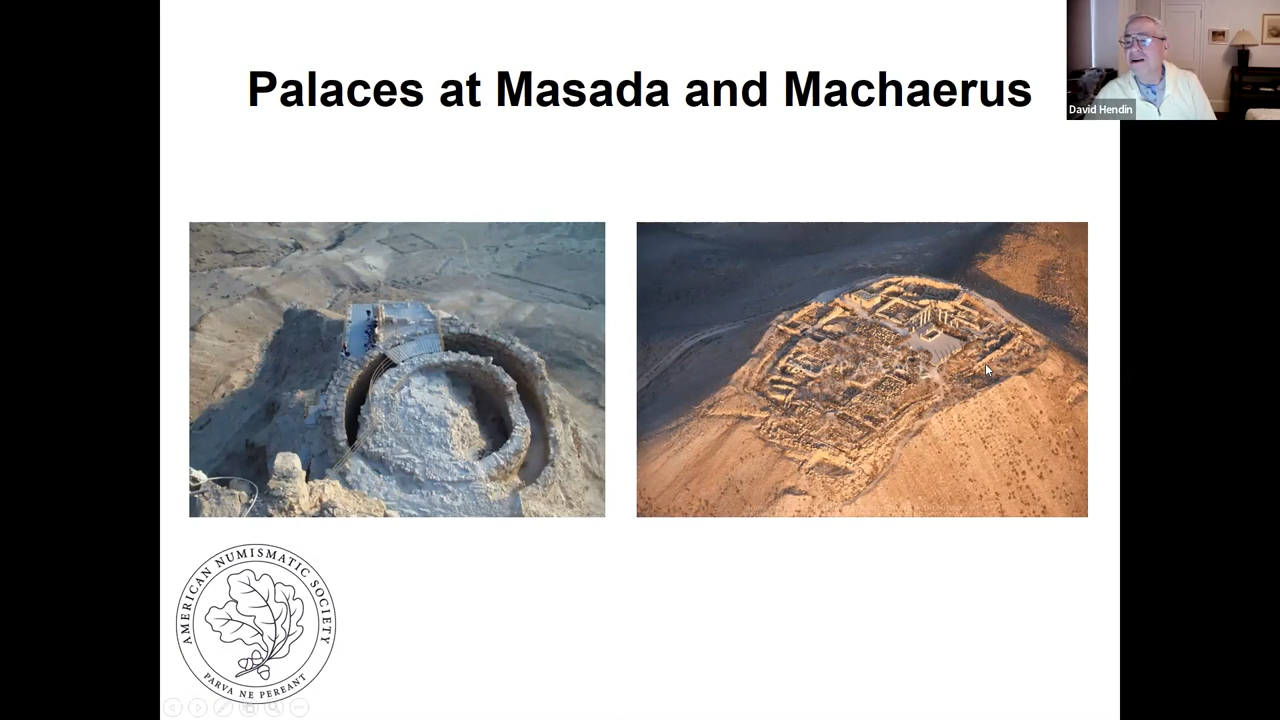 Palaces at Masada and Machaerus
David Hendin
AMERICAN NUMISMATIC SOCIETY
PARVA NE PEREANT